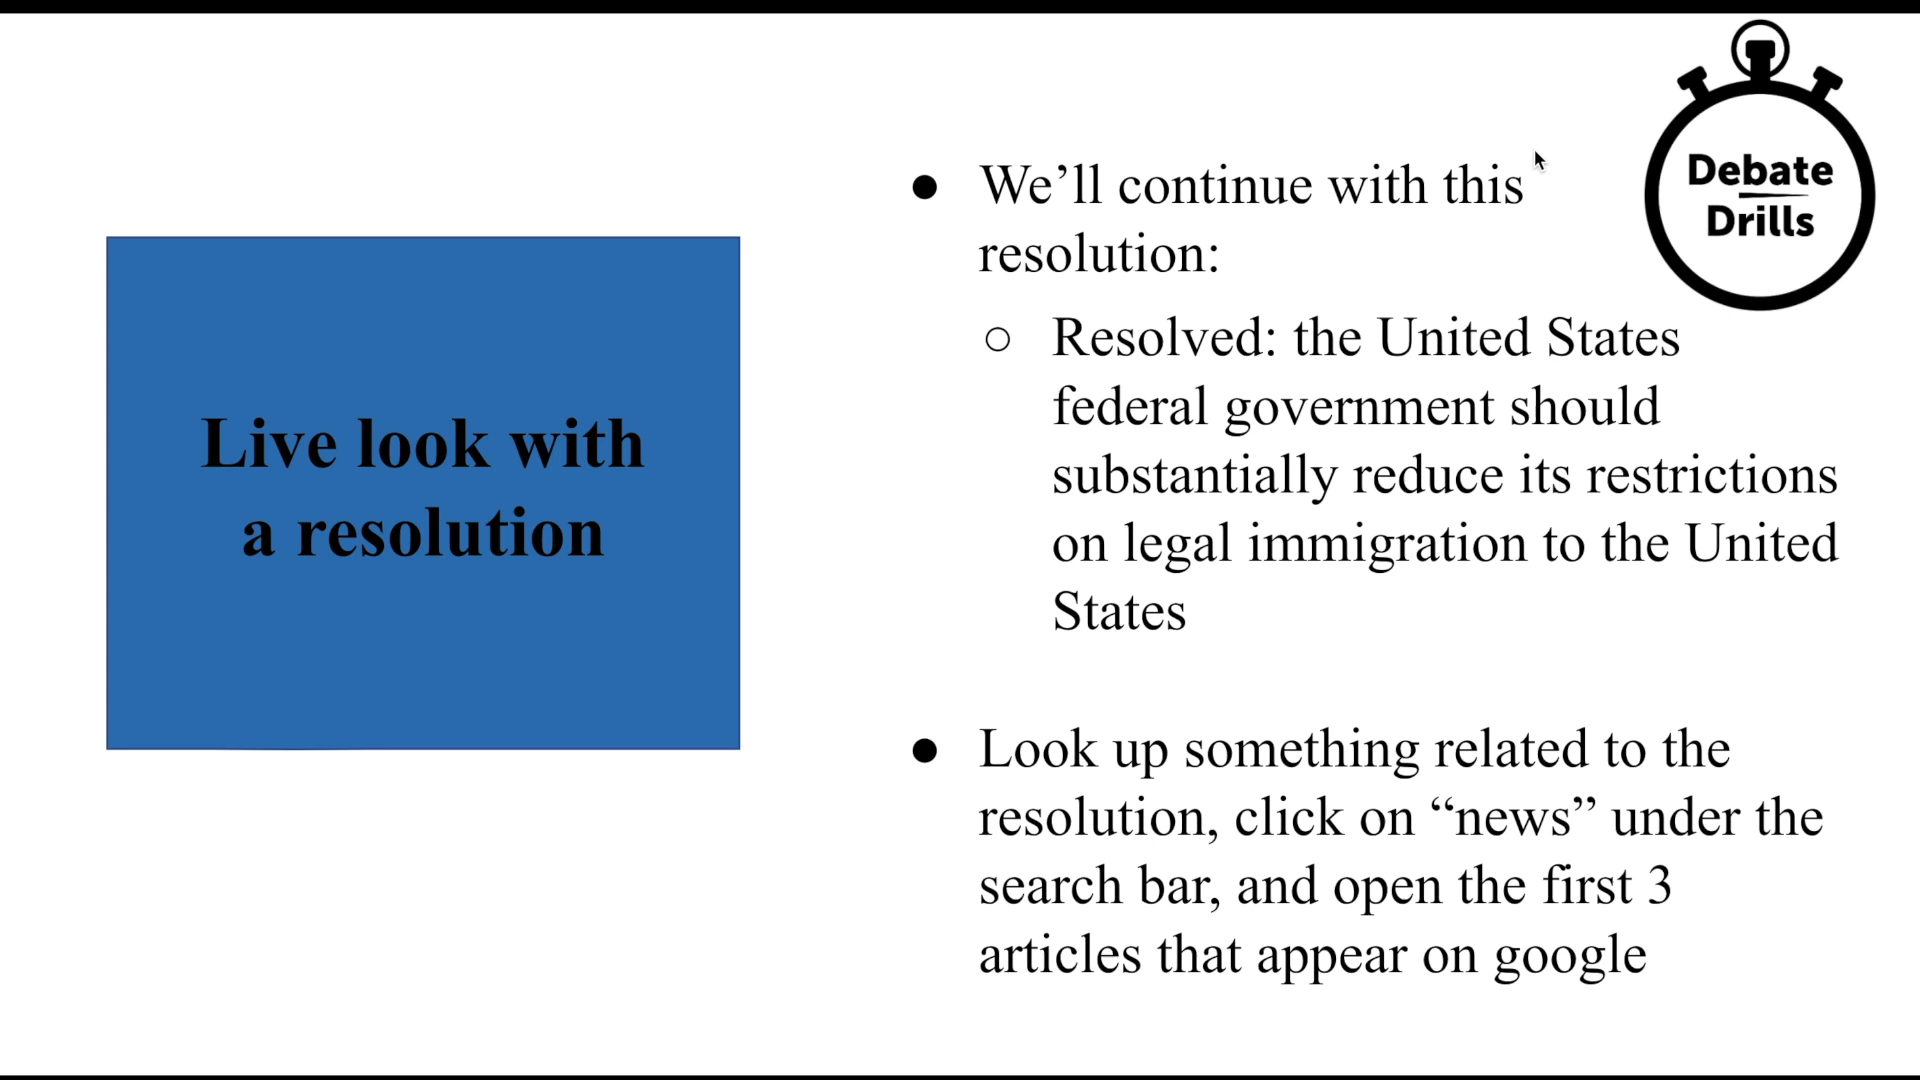 Debate
Drills
Live look with
a resolution
● We’ll continue with this
resolution:
○ Resolved: the United States
federal government should
substantially reduce its restrictions
on legal immigration to the United
States
● Look up something related to the
resolution, click on “news” under the
search bar, and open the first 3
articles that appear on google